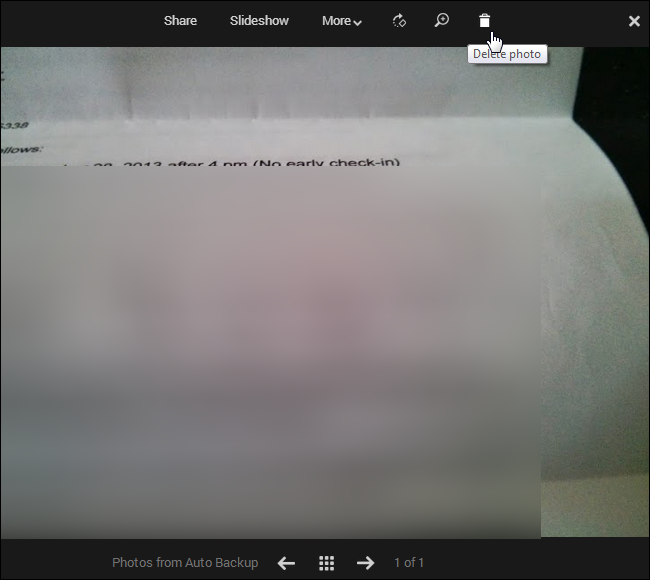 Share Slideshow More
Delete photo
5338
ollows:
28, 2013 after 4 pm (No early check-in)
Photos from Auto Backup 1 of 1